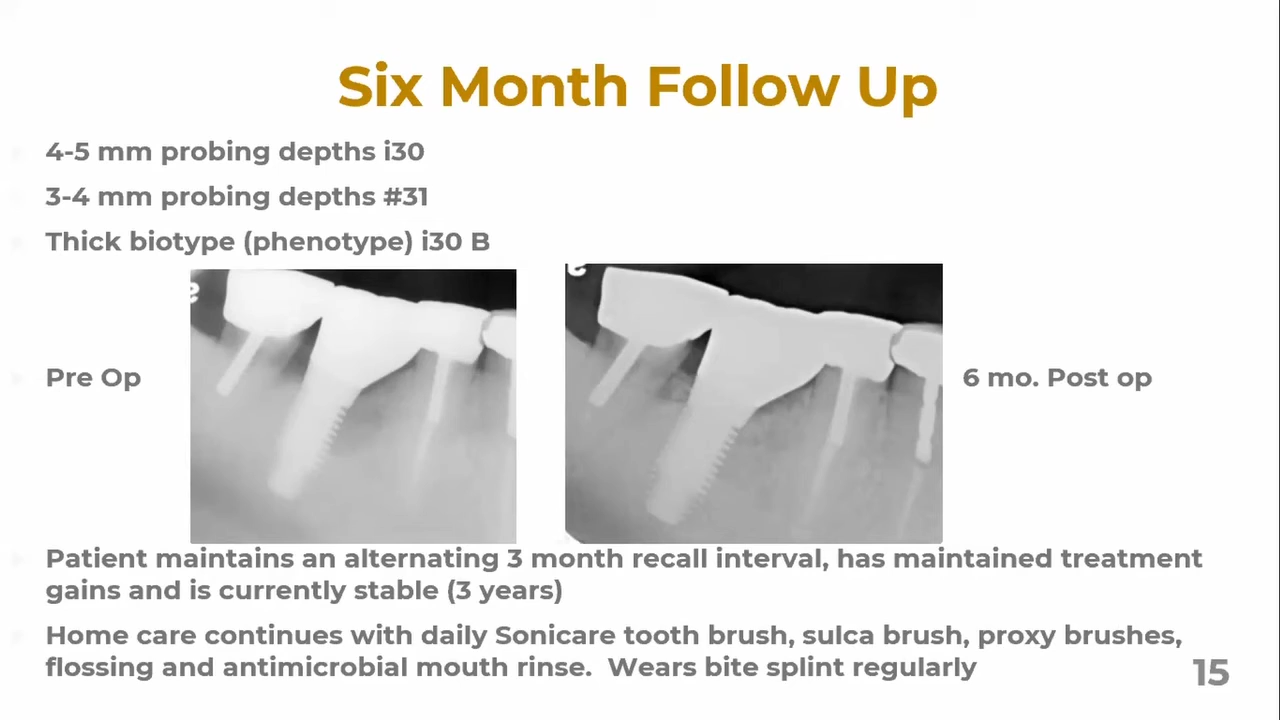 Six Month Follow Up
4-5 mm probing depths i30
3-4 mm probing depths #31
Thick biotype (phenotype) i30 B
Pre Op
6 mo. Post op
Patient maintains an alternating 3 month recall interval, has maintained treatment
gains and is currently stable (3 years)
Home care continues with daily Sonicare tooth brush, sulca brush, proxy brushes,
flossing and antimicrobial mouth rinse.  Wears bite splint regularly
15